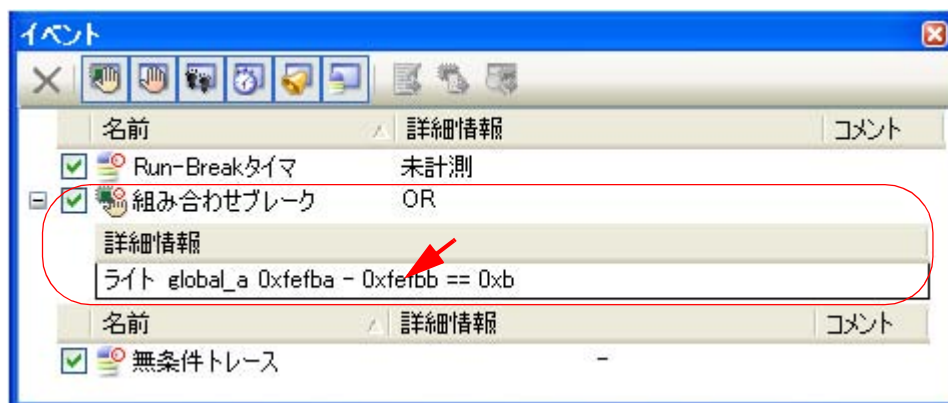 イベント
名前 詳細情報 コメント
Run-Breakタイマ 未計測
組み合わせブレーク OR
詳細情報
ライト global_a 0xfefba - 0xfefbb == 0xb
名前 詳細情報 コメント
無条件トレース -